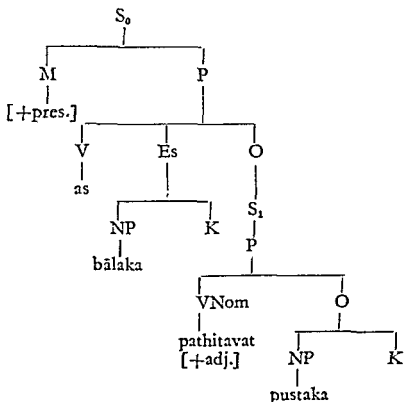 S₀
M P
[+pres.]
V Es O
as
S₁
NP K P
bālaka
VNom O
pathitavat
[+adj.] NP K
pustaka